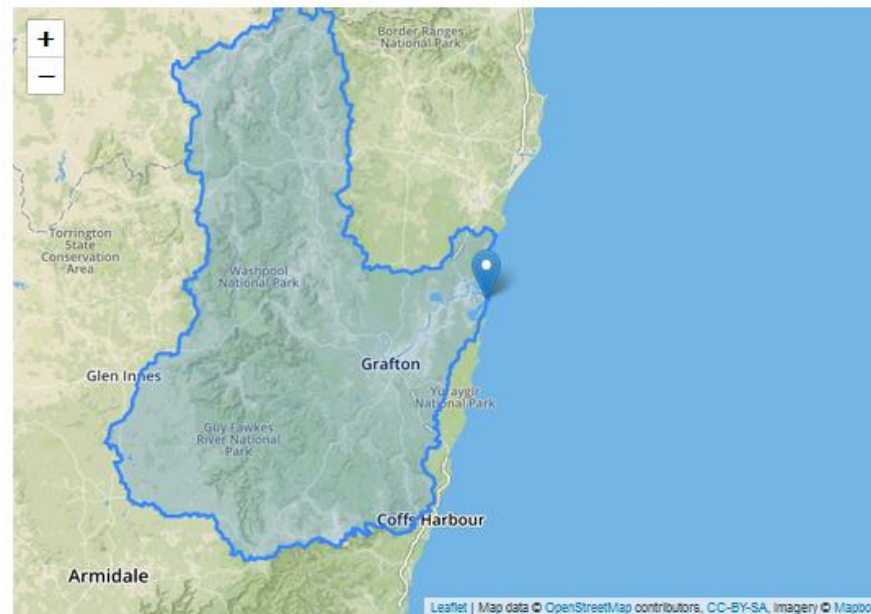 +
−
Border Ranges
National Park
Torrington
State
Conservation
Area
Washpool
National Park
Grafton
Glen Innes
Yuraygir
National Park
Guy Fawkes
River National
Park
Coffs Harbour
Armidale
Leaflet | Map data © OpenStreetMap contributors, CC-BY-SA, Imagery © Mapbo